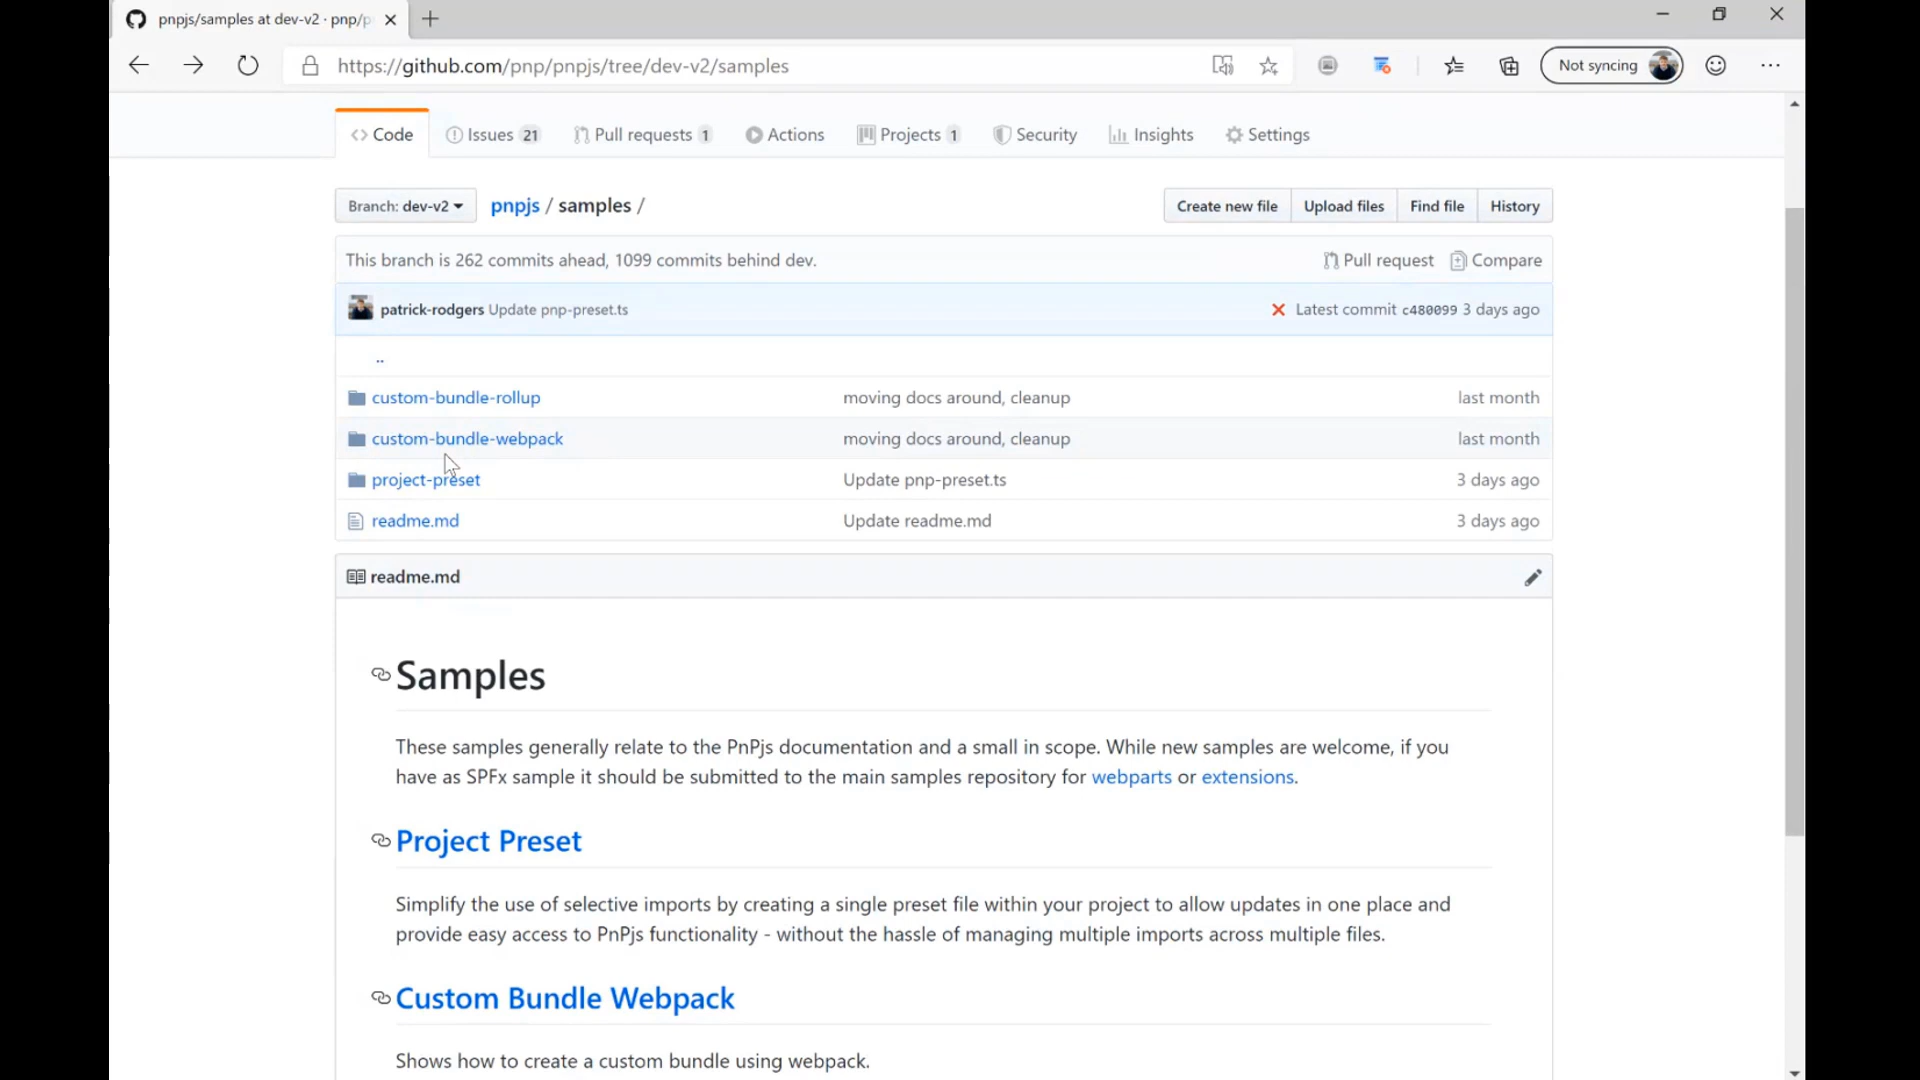 pnpjs/samples at dev-v2 · pnp/p
https://github.com/pnp/pnpjs/tree/dev-v2/samples
Not syncing
Code
Issues 21
Pull requests 1
Actions
Projects 1
Security
Insights
Settings
Branch: dev-v2
pnpjs / samples /
Create new file
Upload files
Find file
History
This branch is 262 commits ahead, 1099 commits behind dev.
Pull request
Compare
patrick-rodgers Update pnp-preset.ts
Latest commit c480099 3 days ago
..
custom-bundle-rollup
moving docs around, cleanup
last month
custom-bundle-webpack
moving docs around, cleanup
last month
project-preset
Update pnp-preset.ts
3 days ago
readme.md
Update readme.md
3 days ago
readme.md
Samples
These samples generally relate to the PnPjs documentation and a small in scope. While new samples are welcome, if you
have as SPFx sample it should be submitted to the main samples repository for webparts or extensions.
Project Preset
Simplify the use of selective imports by creating a single preset file within your project to allow updates in one place and
provide easy access to PnPjs functionality - without the hassle of managing multiple imports across multiple files.
Custom Bundle Webpack
Shows how to create a custom bundle using webpack.